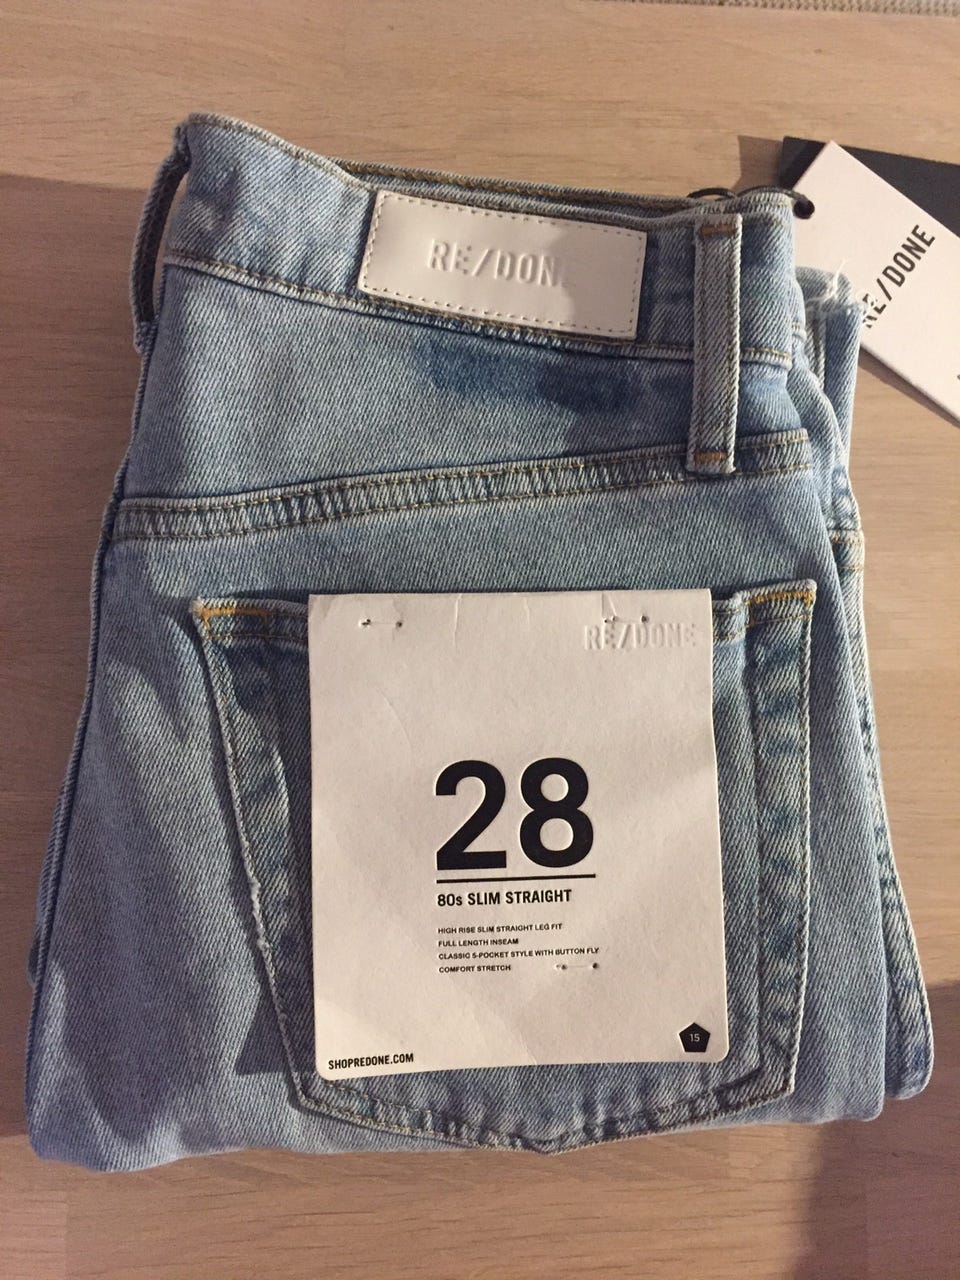 RE/DONE
RE/DONE
RE/DONE
28
80s SLIM STRAIGHT
HIGH RISE SLIM STRAIGHT LEG FIT
FULL LENGTH INSEAM
CLASSIC 5-POCKET STYLE WITH BUTTON FLY
COMFORT STRETCH
15
SHOPREDONE.COM